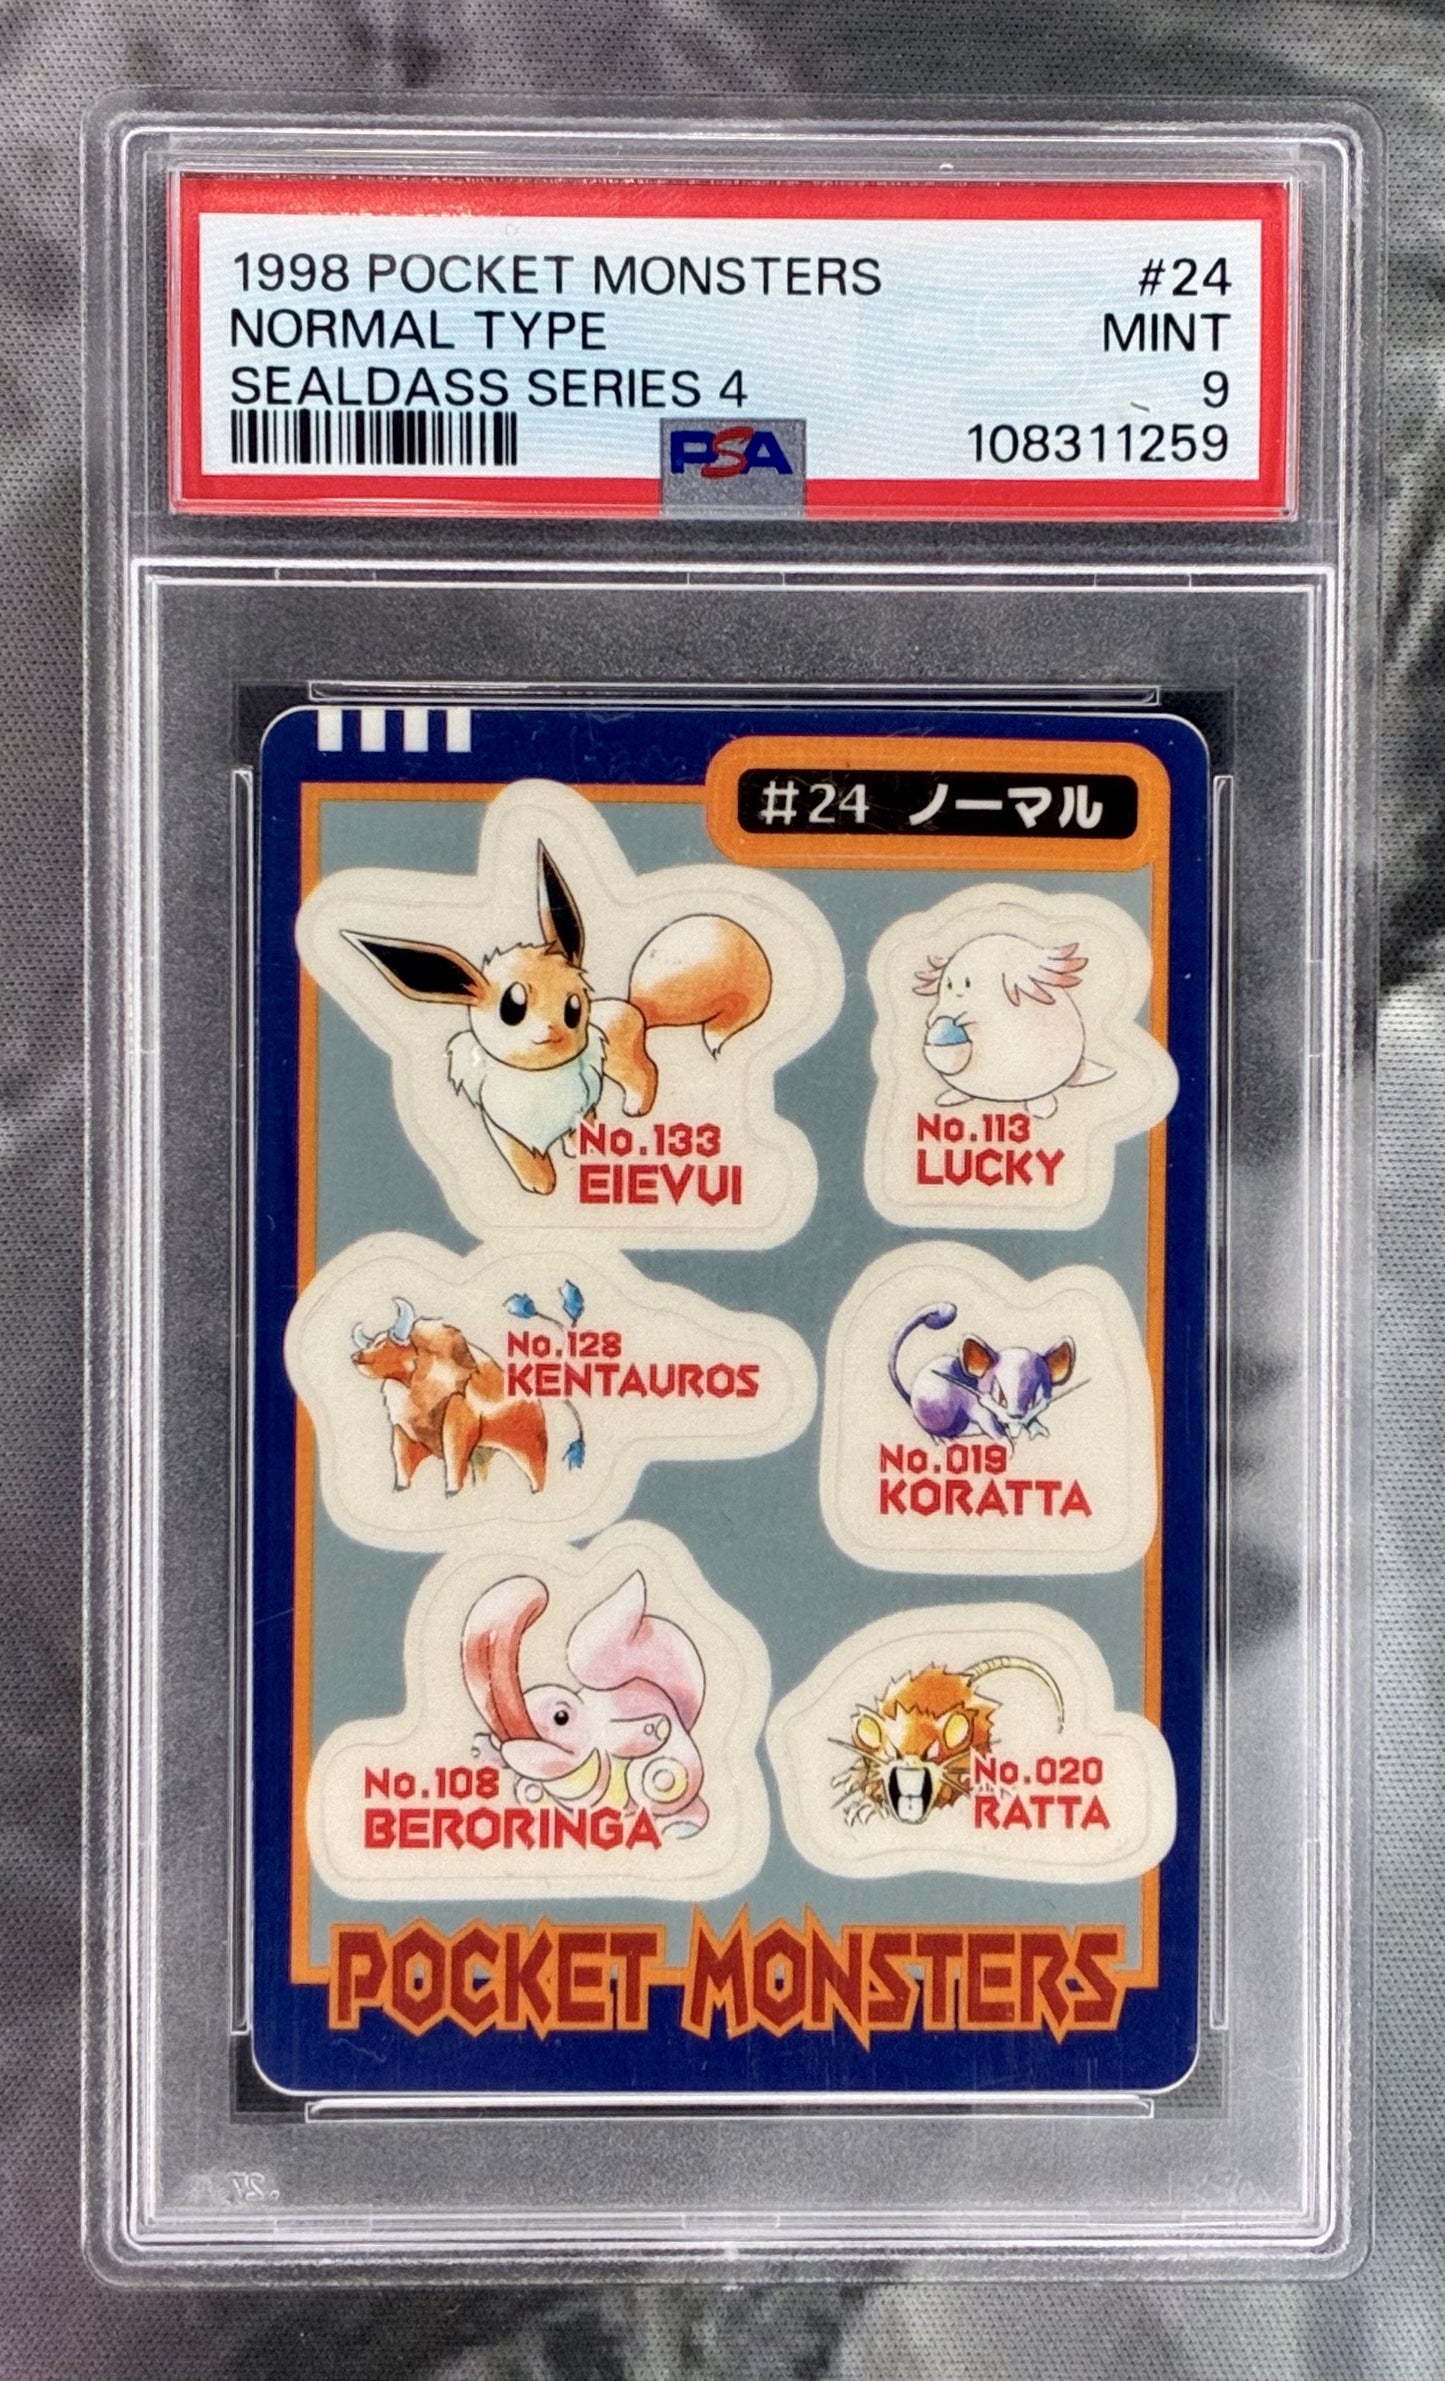 1998 POCKET MONSTERS #24
NORMAL TYPE MINT
SEALDASS SERIES 4 9
PSA 108311259
#24 ノーマル
No.133
EIEVUI
No.113
LUCKY
No.128
KENTAUROS
No.019
KORATTA
No.108
BERORINGA
No.020
RATTA
POCKET MONSTERS